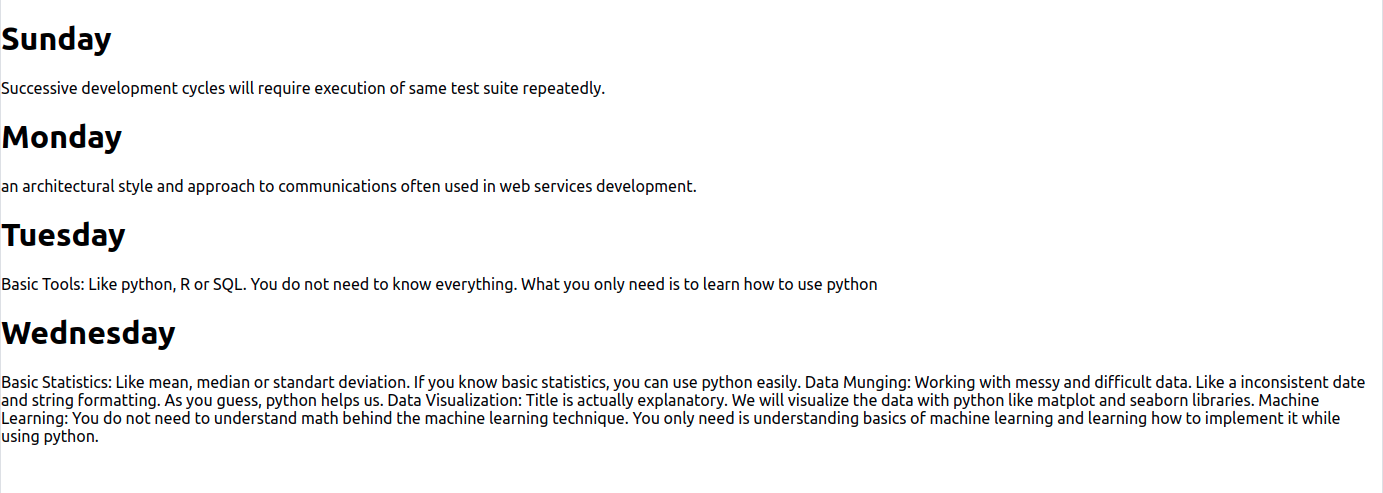 Sunday
Successive development cycles will require execution of same test suite repeatedly.
Monday
an architectural style and approach to communications often used in web services development.
Tuesday
Basic Tools: Like python, R or SQL. You do not need to know everything. What you only need is to learn how to use python
Wednesday
Basic Statistics: Like mean, median or standart deviation. If you know basic statistics, you can use python easily. Data Munging: Working with messy and difficult data. Like a inconsistent date
and string formatting. As you guess, python helps us. Data Visualization: Title is actually explanatory. We will visualize the data with python like matplot and seaborn libraries. Machine
Learning: You do not need to understand math behind the machine learning technique. You only need is understanding basics of machine learning and learning how to implement it while
using python.